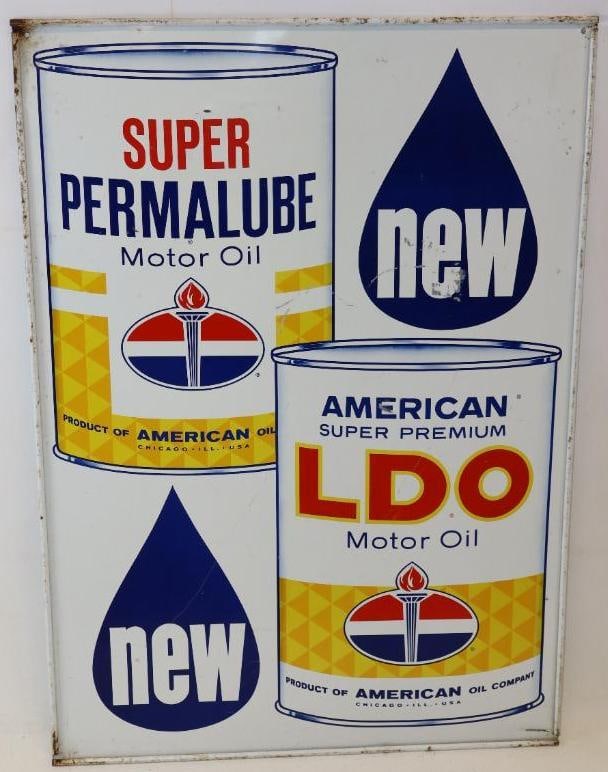 SUPER
PERMALUBE
Motor Oil
PRODUCT OF AMERICAN OIL
CHICAGO • ILL. • USA
new
AMERICAN
SUPER PREMIUM
LDO
Motor Oil
PRODUCT OF AMERICAN OIL COMPANY
CHICAGO • ILL. • USA
new